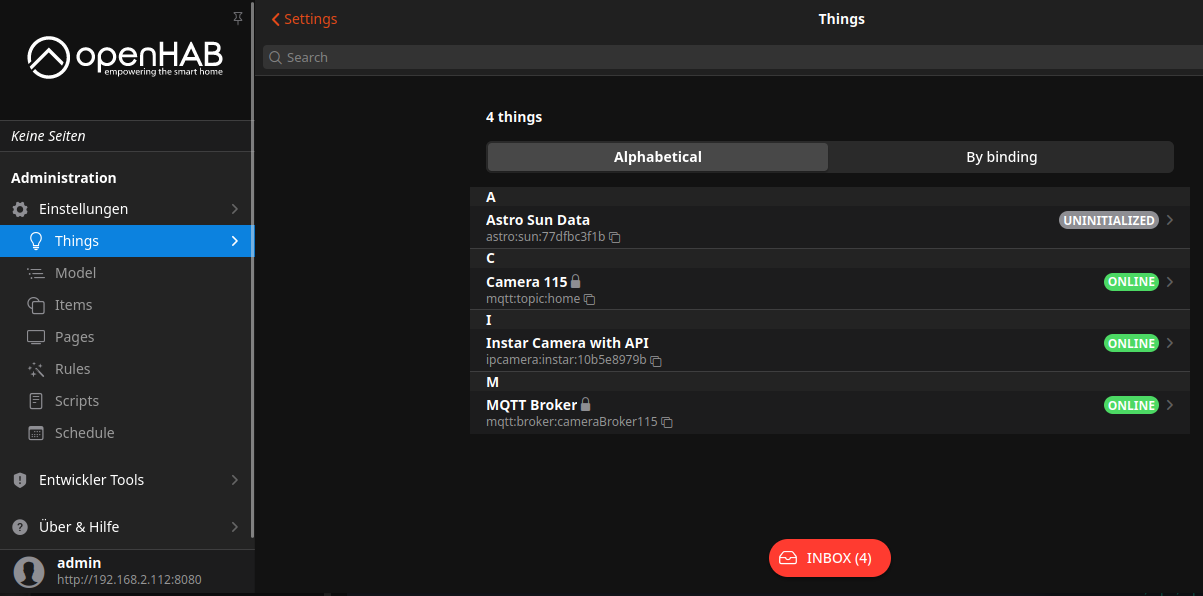 openHAB
empowering the smart home
Keine Seiten
Administration
Einstellungen
Things
Model
Items
Pages
Rules
Scripts
Schedule
Entwickler Tools
Über & Hilfe
admin
http://192.168.2.112:8080
Settings
Things
Search
4 things
Alphabetical
By binding
A
Astro Sun Data
UNINITIALIZED
astro:sun:77dfbc3f1b
C
Camera 115
ONLINE
mqtt:topic:home
I
Instar Camera with API
ONLINE
ipcamera:instar:10b5e8979b
M
MQTT Broker
ONLINE
mqtt:broker:cameraBroker115
INBOX (4)